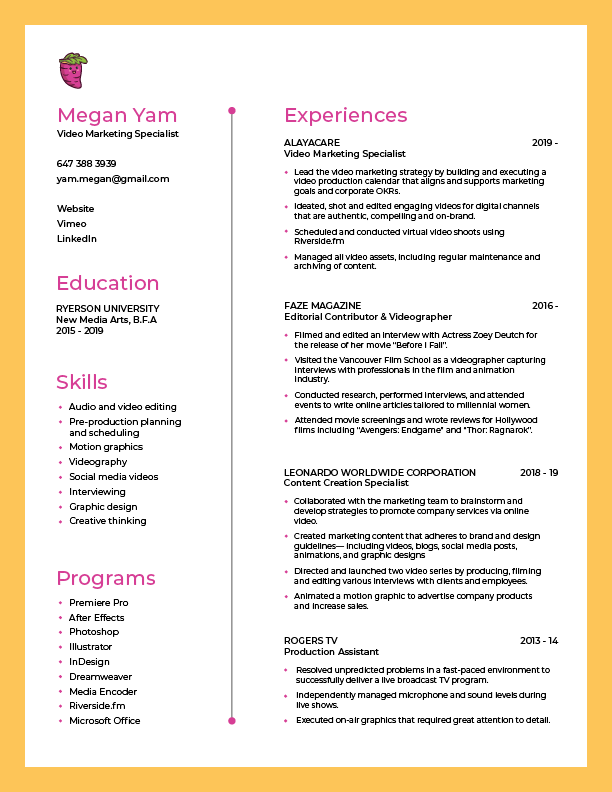 Megan Yam
Video Marketing Specialist
647 388 3939
yam.megan@gmail.com
Website
Vimeo
LinkedIn
Education
RYERSON UNIVERSITY
New Media Arts, B.F.A
2015 - 2019
Skills
Audio and video editing
Pre-production planning
and scheduling
Motion graphics
Videography
Social media videos
Interviewing
Graphic design
Creative thinking
Programs
Premiere Pro
After Effects
Photoshop
Illustrator
InDesign
Dreamweaver
Media Encoder
Riverside.fm
Microsoft Office
Experiences
ALAYACARE 2019 -
Video Marketing Specialist
Lead the video marketing strategy by building and executing a
video production calendar that aligns and supports marketing
goals and corporate OKRs.
Ideated, shot and edited engaging videos for digital channels
that are authentic, compelling and on-brand.
Scheduled and conducted virtual video shoots using
Riverside.fm
Managed all video assets, including regular maintenance and
archiving of content.
FAZE MAGAZINE 2016 -
Editorial Contributor & Videographer
Filmed and edited an interview with Actress Zoey Deutch for
the release of her movie "Before I Fall".
Visited the Vancouver Film School as a videographer capturing
interviews with professionals in the film and animation
industry.
Conducted research, performed interviews, and attended
events to write online articles tailored to millennial women.
Attended movie screenings and wrote reviews for Hollywood
films including "Avengers: Endgame" and "Thor: Ragnarok".
LEONARDO WORLDWIDE CORPORATION 2018 - 19
Content Creation Specialist
Collaborated with the marketing team to brainstorm and
develop strategies to promote company services via online
video.
Created marketing content that adheres to brand and design
guidelines— including videos, blogs, social media posts,
animations, and graphic designs
Directed and launched two video series by producing, filming
and editing various interviews with clients and employees.
Animated a motion graphic to advertise company products
and increase sales.
ROGERS TV 2013 - 14
Production Assistant
Resolved unpredicted problems in a fast-paced environment to
successfully deliver a live broadcast TV program.
Independently managed microphone and sound levels during
live shows.
Executed on-air graphics that required great attention to detail.